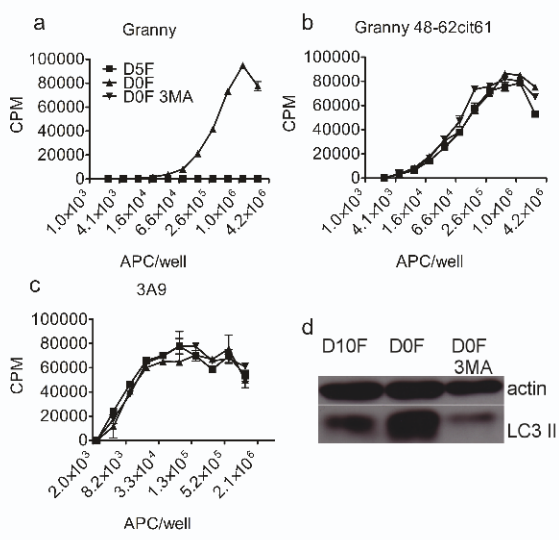 a
Granny
CPM
100000
80000
60000
40000
20000
0
D5F
D0F
D0F 3MA
1.0×10³
4.1×10³
1.6×10⁴
6.6×10⁴
2.6×10⁵
1.0×10⁶
4.2×10⁶
APC/well
b
Granny 48-62cit61
CPM
100000
80000
60000
40000
20000
0
1.0×10³
4.1×10³
1.6×10⁴
6.6×10⁴
2.6×10⁵
1.0×10⁶
4.2×10⁶
APC/well
c
3A9
CPM
100000
80000
60000
40000
20000
0
2.0×10³
8.2×10³
3.3×10⁴
1.3×10⁵
5.2×10⁵
2.1×10⁶
APC/well
d
D10F D0F D0F
3MA
actin
LC3 II